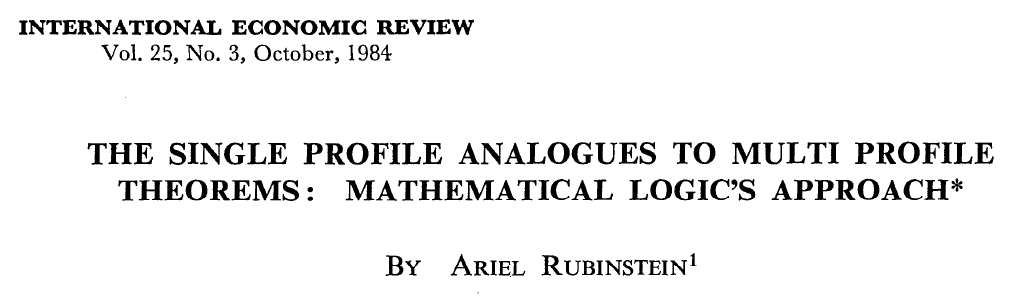 INTERNATIONAL ECONOMIC REVIEW
Vol. 25, No. 3, October, 1984
THE SINGLE PROFILE ANALOGUES TO MULTI PROFILE
THEOREMS: MATHEMATICAL LOGIC'S APPROACH*
BY ARIEL RUBINSTEIN¹